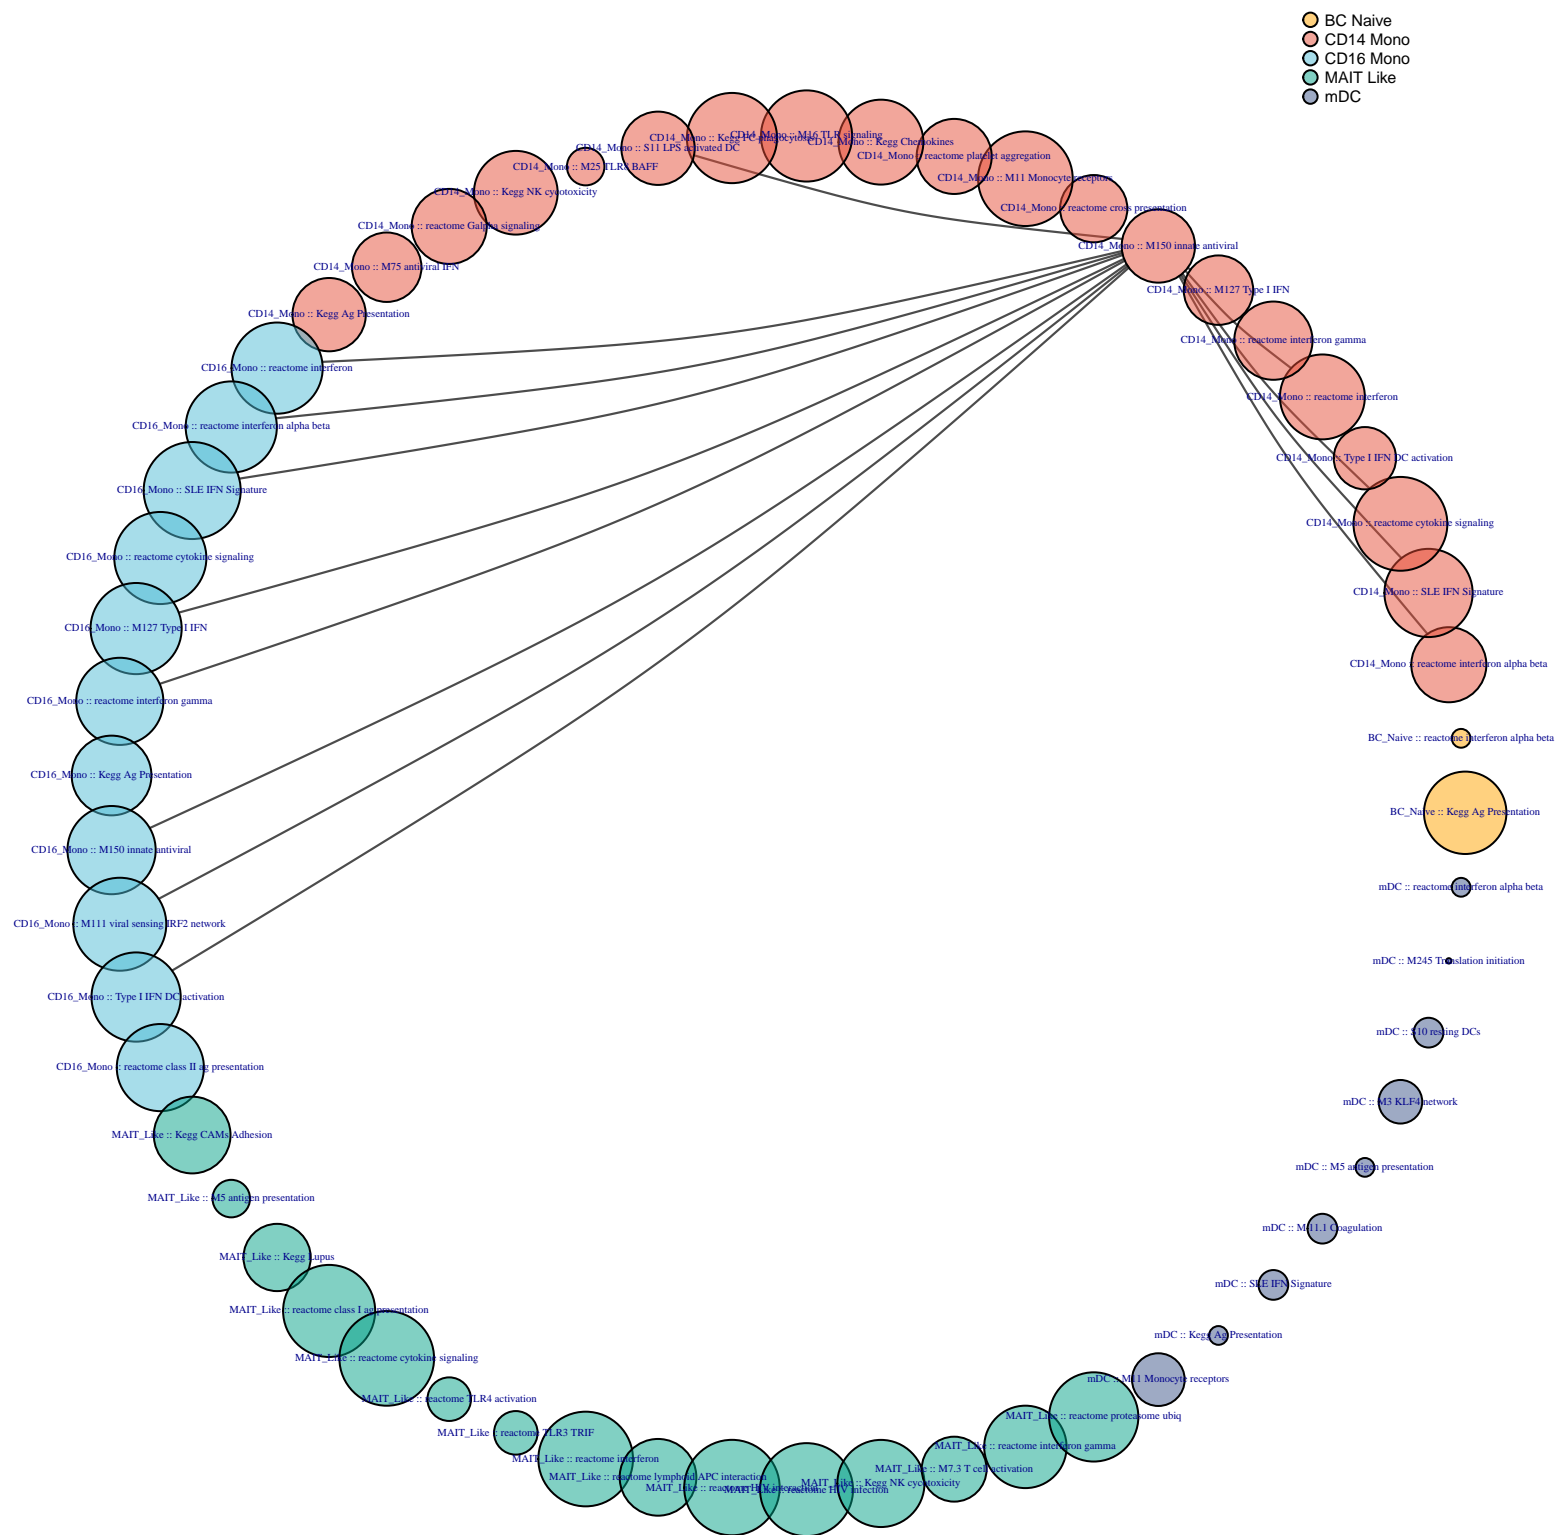 BC Naive
CD14 Mono
CD16 Mono
MAIT Like
mDC
CD14_Mono :: M16 TLR signaling
CD14_Mono :: Kegg FC phagocytosis
CD14_Mono :: Kegg Chemokines
CD14_Mono :: S11 LPS activated DC
CD14_Mono :: reactome platelet aggregation
CD14_Mono :: M25 TLR8 BAFF
CD14_Mono :: M11 Monocyte receptors
CD14_Mono :: Kegg NK cycotoxicity
CD14_Mono :: reactome cross presentation
CD14_Mono :: reactome Galpha signaling
CD14_Mono :: M150 innate antiviral
CD14_Mono :: M75 antiviral IFN
CD14_Mono :: M127 Type I IFN
CD14_Mono :: Kegg Ag Presentation
CD14_Mono :: reactome interferon gamma
CD16_Mono :: reactome interferon
CD14_Mono :: reactome interferon
CD16_Mono :: reactome interferon alpha beta
CD14_Mono :: Type I IFN DC activation
CD16_Mono :: SLE IFN Signature
CD14_Mono :: reactome cytokine signaling
CD16_Mono :: reactome cytokine signaling
CD14_Mono :: SLE IFN Signature
CD16_Mono :: M127 Type I IFN
CD14_Mono :: reactome interferon alpha beta
CD16_Mono :: reactome interferon gamma
BC_Naive :: reactome interferon alpha beta
CD16_Mono :: Kegg Ag Presentation
BC_Naive :: Kegg Ag Presentation
CD16_Mono :: M150 innate antiviral
mDC :: reactome interferon alpha beta
CD16_Mono :: M111 viral sensing IRF2 network
mDC :: M245 Translation initiation
CD16_Mono :: Type I IFN DC activation
mDC :: S10 resting DCs
CD16_Mono :: reactome class II ag presentation
mDC :: M3 KLF4 network
MAIT_Like :: Kegg CAMs Adhesion
mDC :: M5 antigen presentation
MAIT_Like :: M5 antigen presentation
mDC :: M-11.1 Coagulation
MAIT_Like :: Kegg Lupus
mDC :: SLE IFN Signature
MAIT_Like :: reactome class I ag presentation
mDC :: Kegg Ag Presentation
MAIT_Like :: reactome cytokine signaling
mDC :: M11 Monocyte receptors
MAIT_Like :: reactome TLR4 activation
MAIT_Like :: reactome proteasome ubiq
MAIT_Like :: reactome TLR3 TRIF
MAIT_Like :: reactome interferon gamma
MAIT_Like :: reactome interferon
MAIT_Like :: M7.3 T cell activation
MAIT_Like :: reactome lymphoid APC interaction
MAIT_Like :: Kegg NK cycotoxicity
MAIT_Like :: reactome HIV interaction
MAIT_Like :: reactome HIV infection